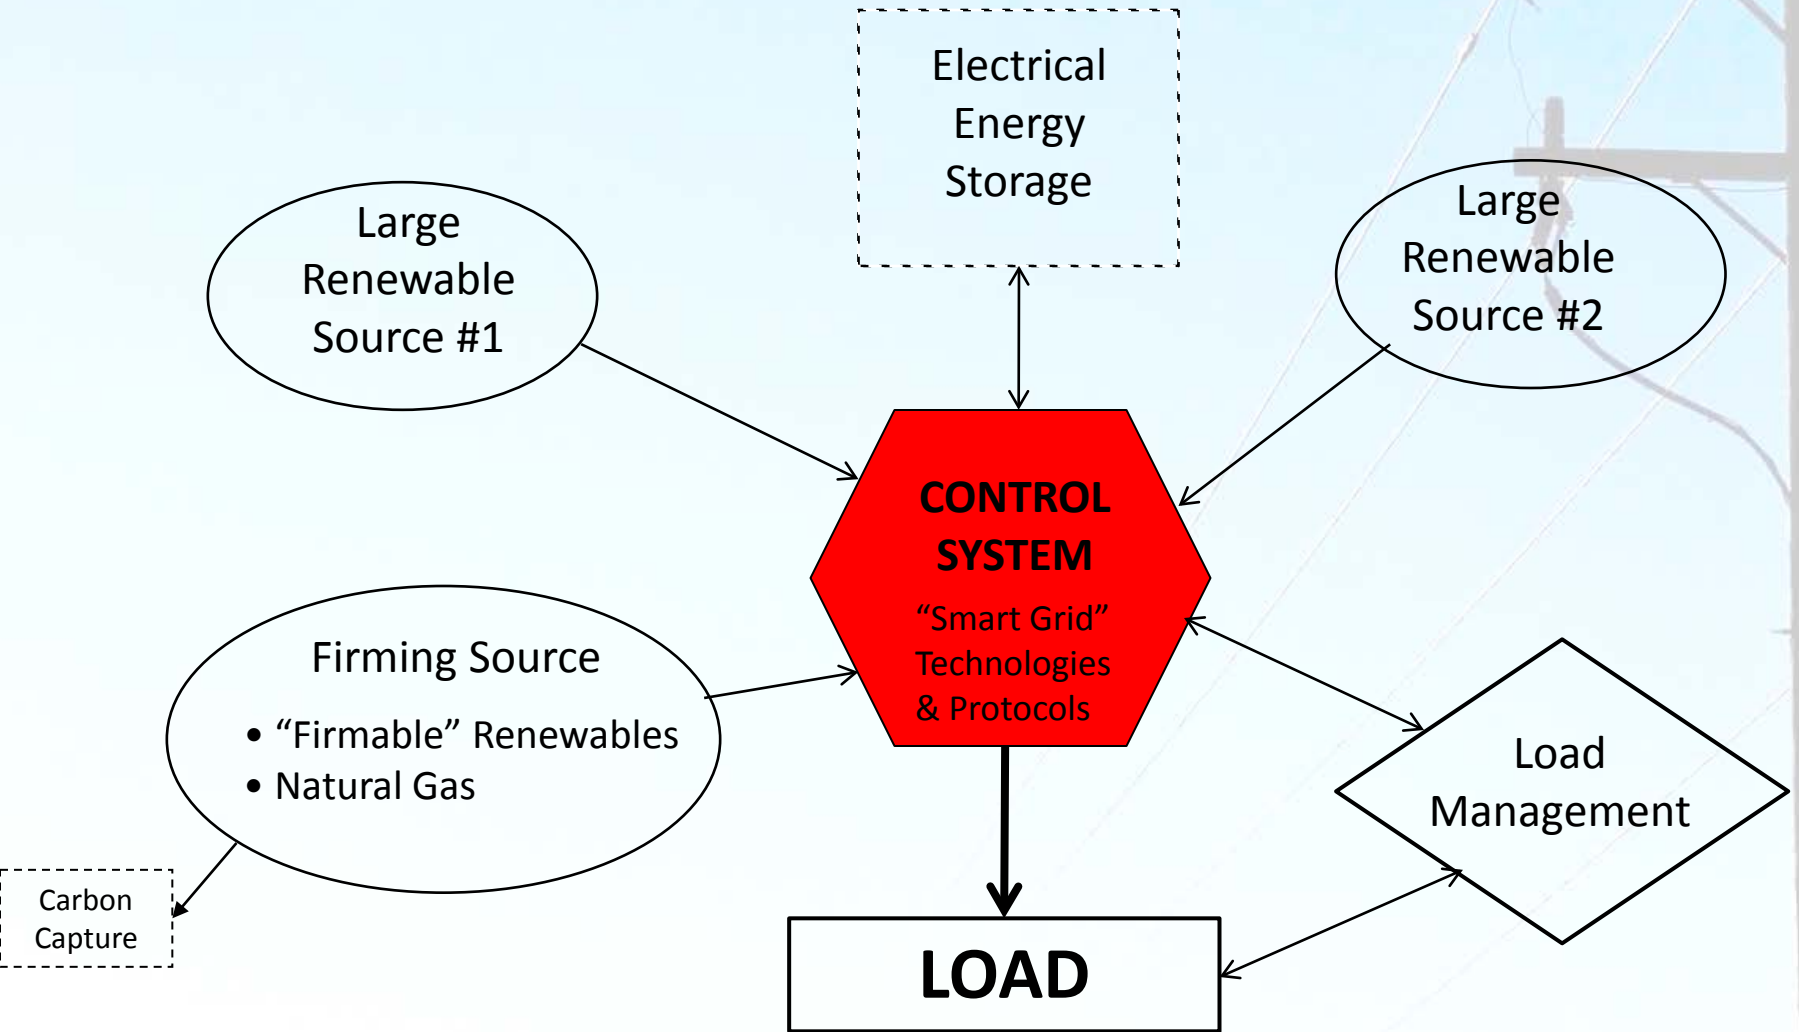 Electrical
Energy
Storage
Large
Renewable
Source #1
Large
Renewable
Source #2
CONTROL
SYSTEM
“Smart Grid”
Technologies
& Protocols
Firming Source
• “Firmable” Renewables
• Natural Gas
Load
Management
Carbon
Capture
LOAD